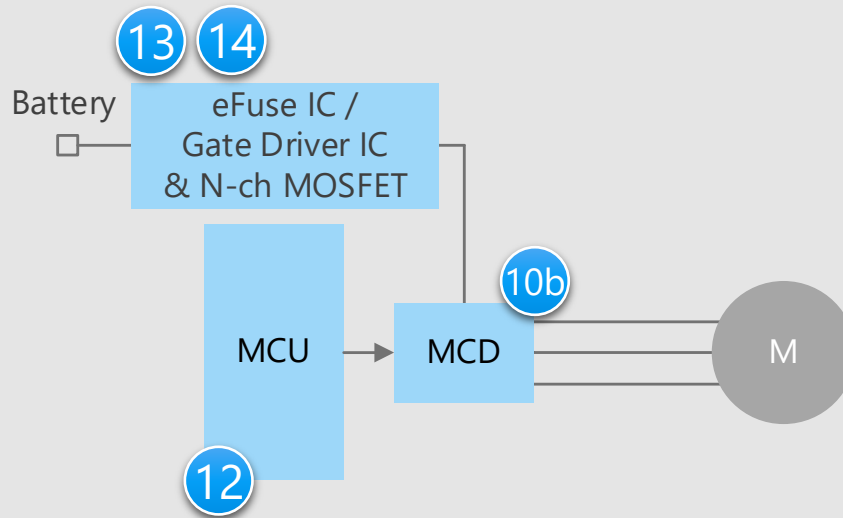 13 14
Battery
eFuse IC /
Gate Driver IC
& N-ch MOSFET
10b
MCU
MCD
M
12